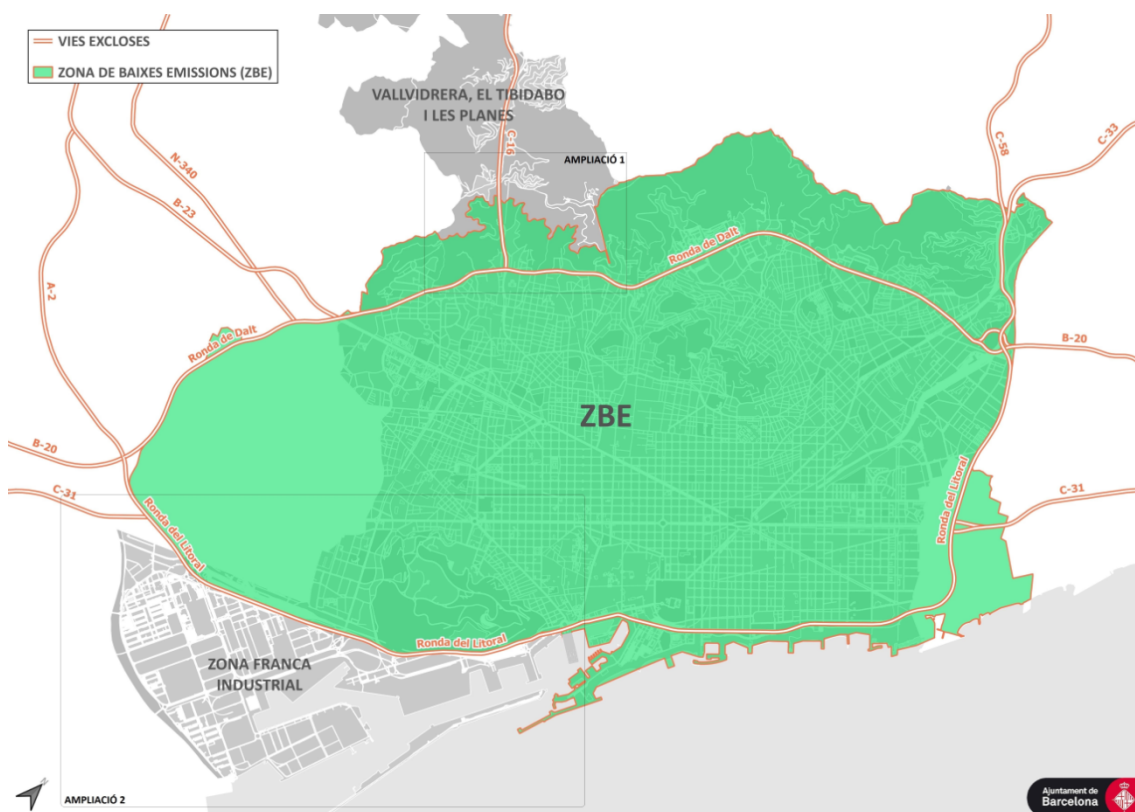 VIES EXCLOSES
ZONA DE BAIXES EMISSIONS (ZBE)
VALLVIDRERA, EL TIBIDABO
I LES PLANES
C-16
AMPLIACIÓ 1
C-58
C-33
N-340
B-23
A-2
Ronda de Dalt
Ronda de Dalt
B-20
ZBE
B-20
C-31
Ronda del Litoral
Ronda del Litoral
C-31
Ronda del Litoral
ZONA FRANCA
INDUSTRIAL
AMPLIACIÓ 2
Ajuntament de
Barcelona